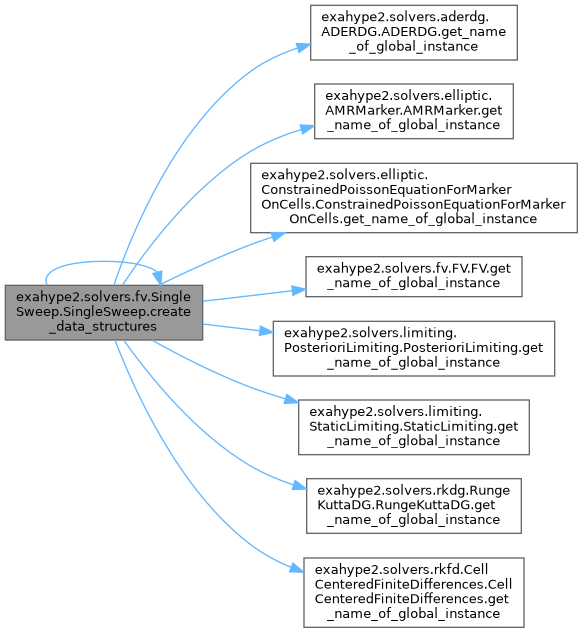 exahype2.solvers.aderdg.
ADERDG.ADERDG.get_name
_of_global_instance
exahype2.solvers.elliptic.
AMRMarker.AMRMarker.get
_name_of_global_instance
exahype2.solvers.elliptic.
ConstrainedPoissonEquationForMarker
OnCells.ConstrainedPoissonEquationForMarker
OnCells.get_name_of_global_instance
exahype2.solvers.fv.FV.FV.get
_name_of_global_instance
exahype2.solvers.fv.Single
Sweep.SingleSweep.create
_data_structures
exahype2.solvers.limiting.
PosterioriLimiting.PosterioriLimiting.get
_name_of_global_instance
exahype2.solvers.limiting.
StaticLimiting.StaticLimiting.get
_name_of_global_instance
exahype2.solvers.rkdg.Runge
KuttaDG.RungeKuttaDG.get
_name_of_global_instance
exahype2.solvers.rkfd.Cell
CenteredFiniteDifferences.Cell
CenteredFiniteDifferences.get
_name_of_global_instance